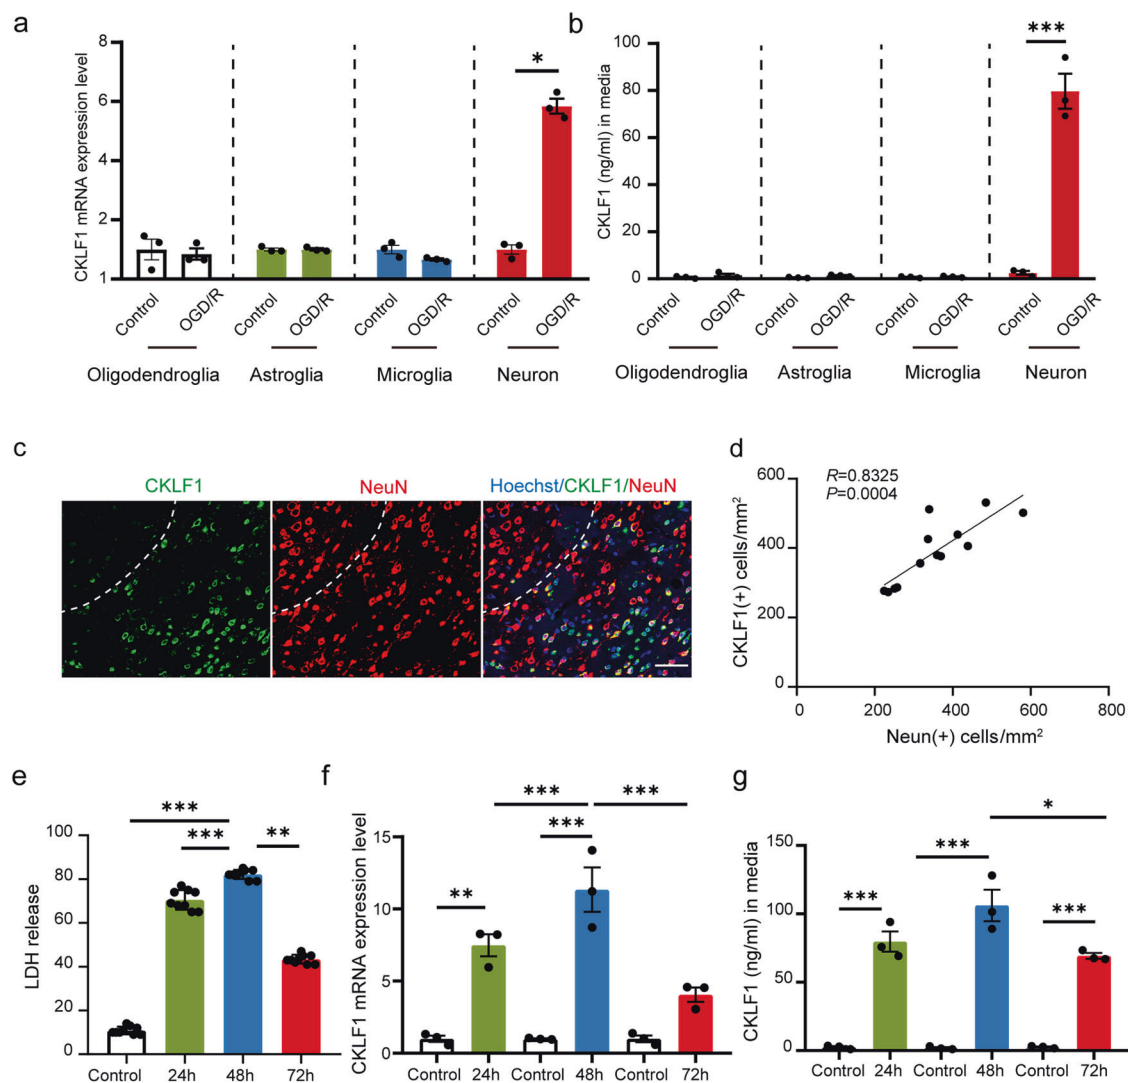 a
CKLF1 mRNA expression level
8
6
4
2
1
*
Control
OGD/R
Control
OGD/R
Control
OGD/R
Control
OGD/R
Oligodendroglia
Astroglia
Microglia
Neuron
b
CKLF1 (ng/ml) in media
100
80
60
40
20
0
***
Control
OGD/R
Control
OGD/R
Control
OGD/R
Control
OGD/R
Oligodendroglia
Astroglia
Microglia
Neuron
c
CKLF1
NeuN
Hoechst/CKLF1/NeuN
d
R=0.8325
P=0.0004
CKLF1(+) cells/mm²
600
400
200
0
0
200
400
600
800
Neun(+) cells/mm²
e
LDH release
100
80
60
40
20
0
***
***
**
Control
24h
48h
72h
f
CKLF1 mRNA expression level
15
10
5
0
***
***
**
***
Control
24h
Control
48h
Control
72h
g
CKLF1 (ng/ml) in media
150
100
50
0
*
***
***
***
Control
24h
Control
48h
Control
72h